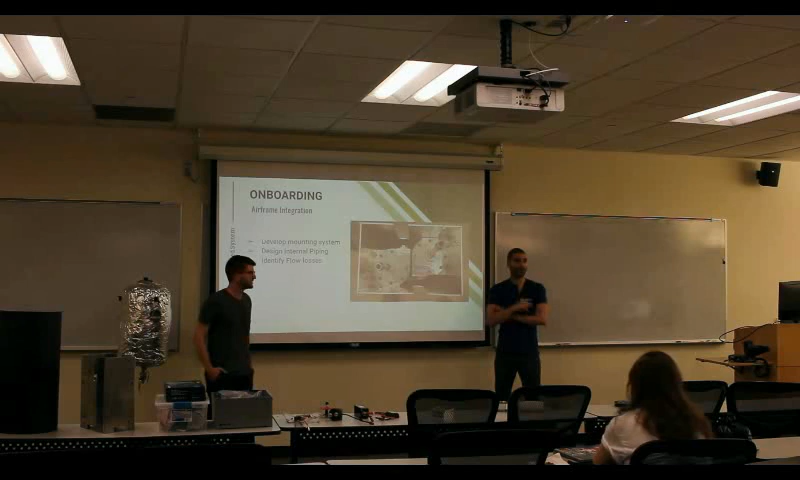 ONBOARDING
Airframe Integration
Develop mounting system
Design Internal Piping
Identify Flow losses